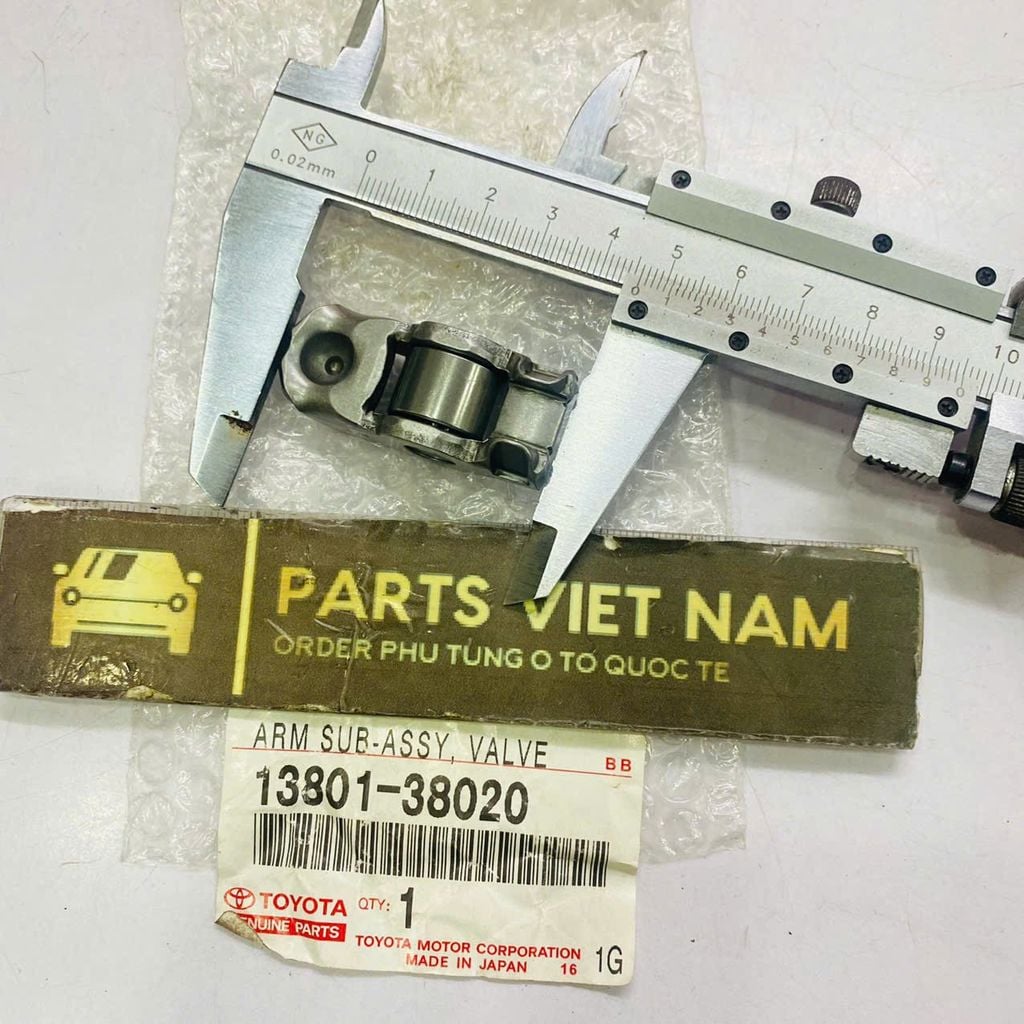 NG
0.02mm
0 1 2 3 4 5 6 7 8 9 10
0 1 2 3 4 5 6 7 8 9 0
PARTS VIET NAM
ORDER PHU TUNG O TO QUOC TE
ARM SUB-ASSY, VALVE
BB
13801-38020
TOYOTA QTY: 1
ENUINE PARTS
TOYOTA MOTOR CORPORATION
MADE IN JAPAN 16 1G